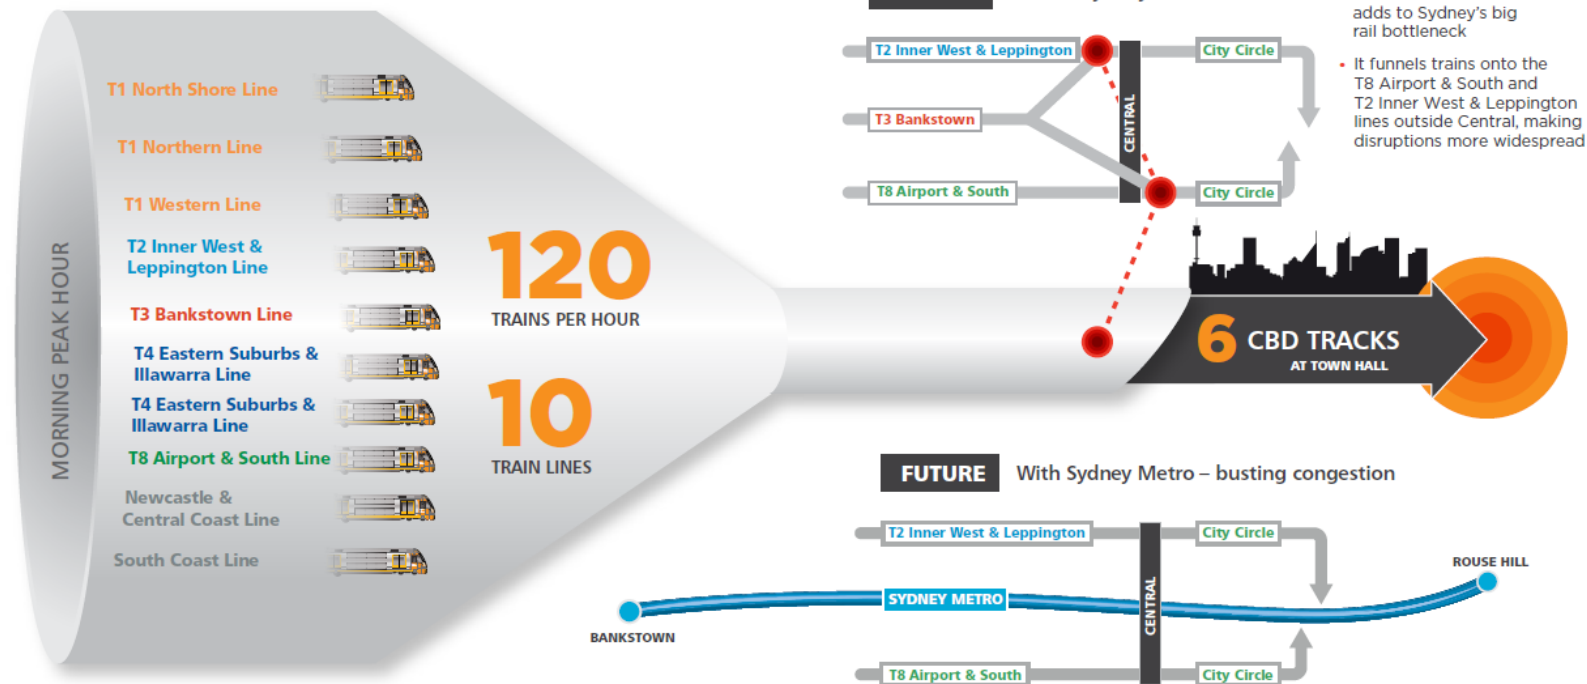 MORNING PEAK HOUR
T1 North Shore Line
T1 Northern Line
T1 Western Line
T2 Inner West &
Leppington Line
T3 Bankstown Line
T4 Eastern Suburbs &
Illawarra Line
T4 Eastern Suburbs &
Illawarra Line
T8 Airport & South Line
Newcastle &
Central Coast Line
South Coast Line
120
TRAINS PER HOUR
10
TRAIN LINES
T2 Inner West & Leppington
City Circle
T3 Bankstown
CENTRAL
T8 Airport & South
City Circle
adds to Sydney's big
rail bottleneck
• It funnels trains onto the
T8 Airport & South and
T2 Inner West & Leppington
lines outside Central, making
disruptions more widespread
6 CBD TRACKS
AT TOWN HALL
FUTURE With Sydney Metro – busting congestion
T2 Inner West & Leppington
City Circle
ROUSE HILL
SYDNEY METRO
CENTRAL
BANKSTOWN
T8 Airport & South
City Circle